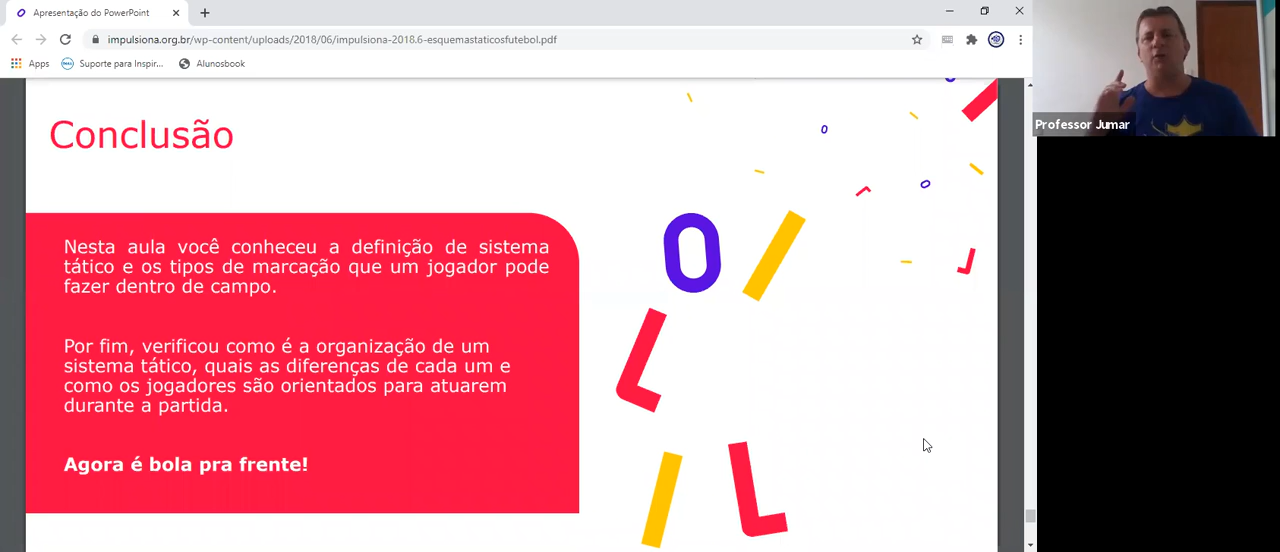 Apresentação do PowerPoint
impulsiona.org.br/wp-content/uploads/2018/06/impulsiona-2018.6-esquemastaticosfutebol.pdf
Apps
Suporte para Inspir...
Alunosbook
Professor Jumar
Conclusão
Nesta aula você conheceu a definição de sistema
tático e os tipos de marcação que um jogador pode
fazer dentro de campo.
Por fim, verificou como é a organização de um
sistema tático, quais as diferenças de cada um e
como os jogadores são orientados para atuarem
durante a partida.
Agora é bola pra frente!